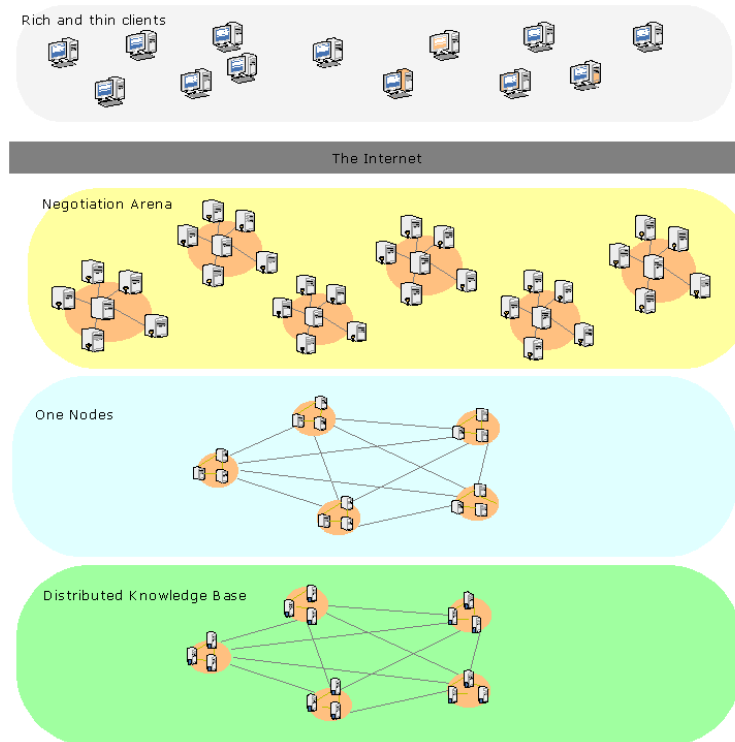 Rich and thin clients
The Internet
Negotiation Arena
One Nodes
Distributed Knowledge Base